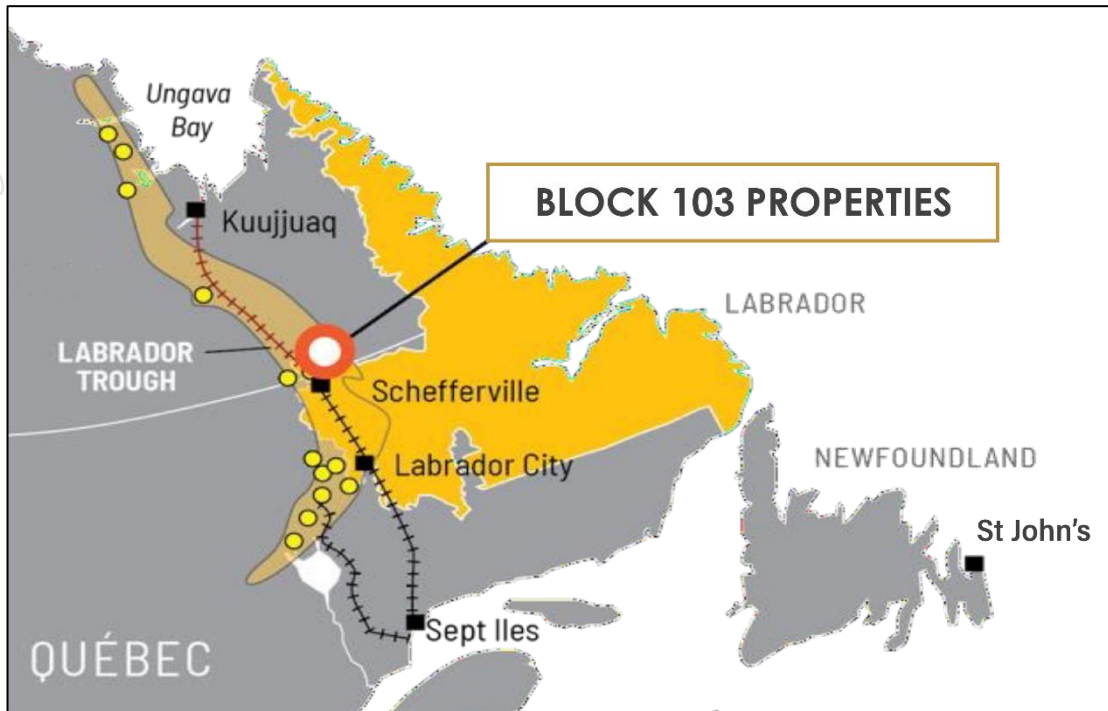 Ungava
Bay
BLOCK 103 PROPERTIES
Kuujjuaq
LABRADOR
LABRADOR
TROUGH
Schefferville
Labrador City
NEWFOUNDLAND
St John's
Sept Iles
QUÉBEC